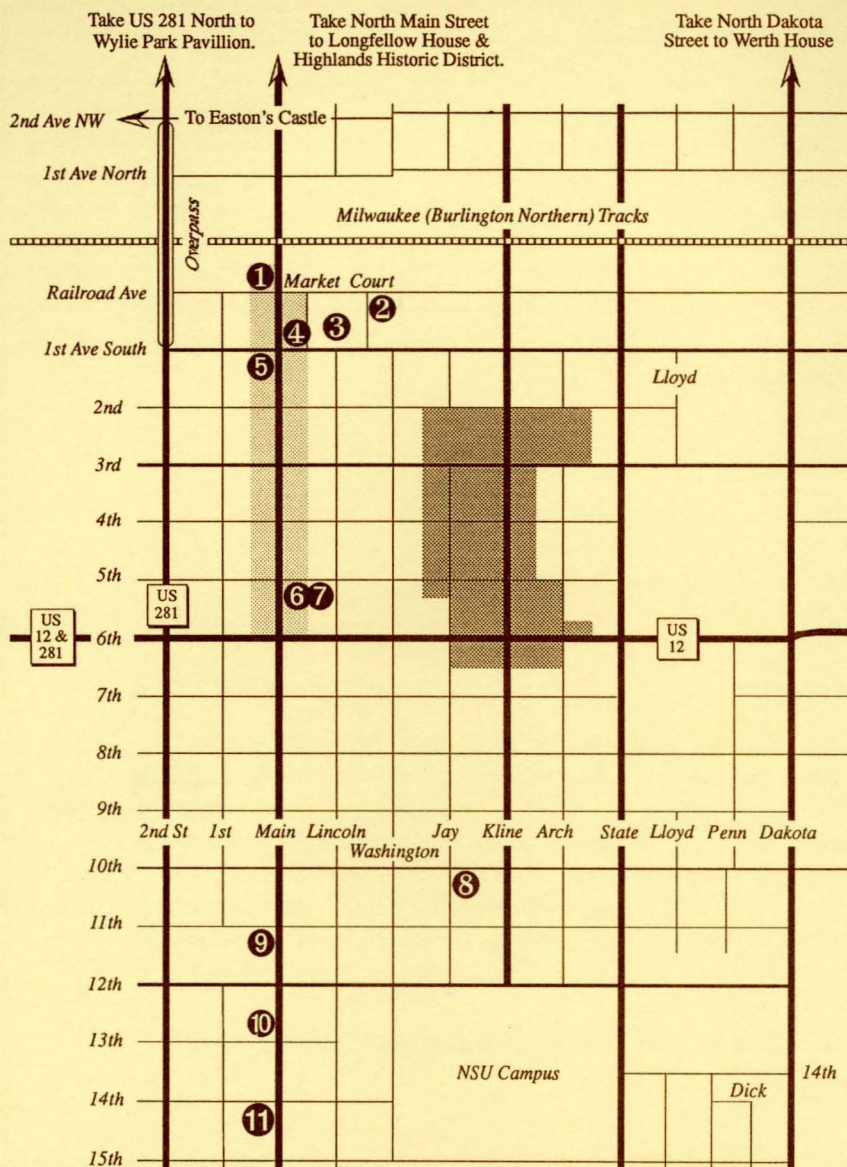 Take US 281 North to
Wylie Park Pavillion.
Take North Main Street
to Longfellow House &
Highlands Historic District.
Take North Dakota
Street to Werth House
2nd Ave NW
To Easton's Castle
1st Ave North
Overpass
Milwaukee (Burlington Northern) Tracks
1
Market Court
Railroad Ave
2
3
4
1st Ave South
5
Lloyd
2nd
3rd
4th
5th
US
281
6 7
US
12 &
281
6th
US
12
7th
8th
9th
2nd St 1st Main Lincoln Jay Kline Arch State Lloyd Penn Dakota
Washington
10th
8
11th
9
12th
10
13th
NSU Campus
14th
Dick
14th
11
15th